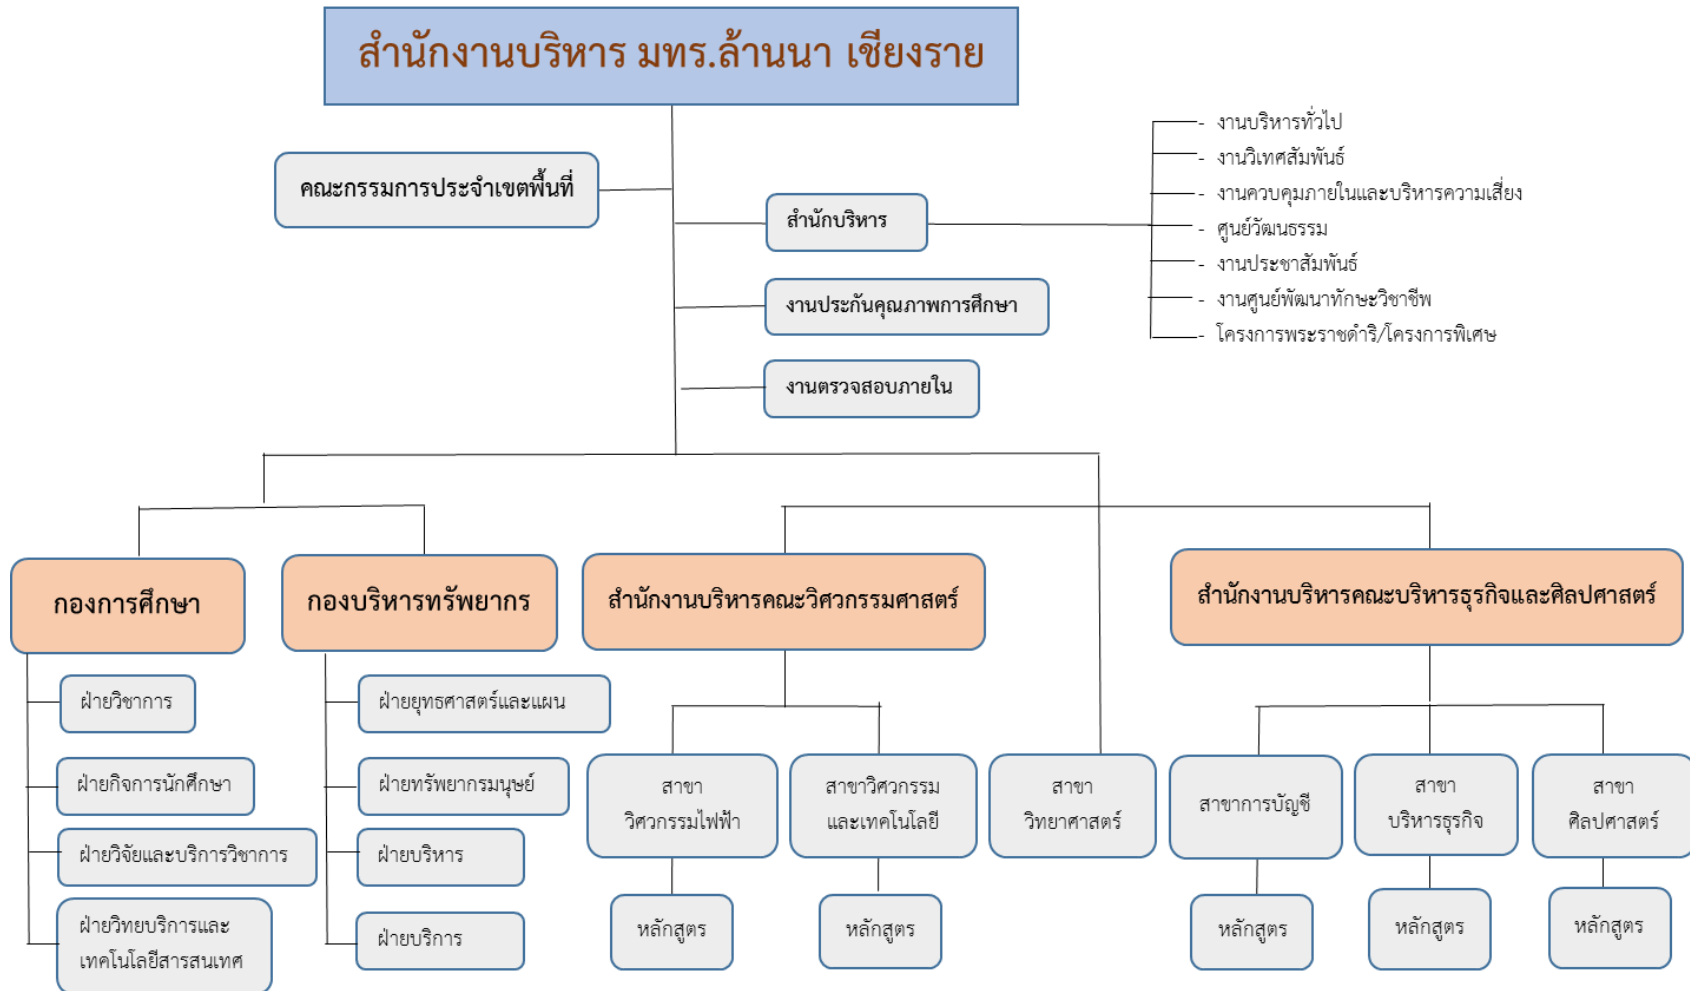 สำนักงานบริหาร มทร.ล้านนา เชียงราย
คณะกรรมการประจำเขตพื้นที่
สำนักบริหาร
- งานบริหารทั่วไป
- งานวิเทศสัมพันธ์
- งานควบคุมภายในและบริหารความเสี่ยง
- ศูนย์วัฒนธรรม
- งานประชาสัมพันธ์
- งานศูนย์พัฒนาทักษะวิชาชีพ
- โครงการพระราชดำริ/โครงการพิเศษ
งานประกันคุณภาพการศึกษา
งานตรวจสอบภายใน
กองการศึกษา
ฝ่ายวิชาการ
ฝ่ายกิจการนักศึกษา
ฝ่ายวิจัยและบริการวิชาการ
ฝ่ายวิทยบริการและ
เทคโนโลยีสารสนเทศ
กองบริหารทรัพยากร
ฝ่ายยุทธศาสตร์และแผน
ฝ่ายทรัพยากรมนุษย์
ฝ่ายบริหาร
ฝ่ายบริการ
สำนักงานบริหารคณะวิศวกรรมศาสตร์
สาขา
วิศวกรรมไฟฟ้า
หลักสูตร
สาขาวิศวกรรม
และเทคโนโลยี
หลักสูตร
สาขา
วิทยาศาสตร์
สำนักงานบริหารคณะบริหารธุรกิจและศิลปศาสตร์
สาขาการบัญชี
หลักสูตร
สาขา
บริหารธุรกิจ
หลักสูตร
สาขา
ศิลปศาสตร์
หลักสูตร